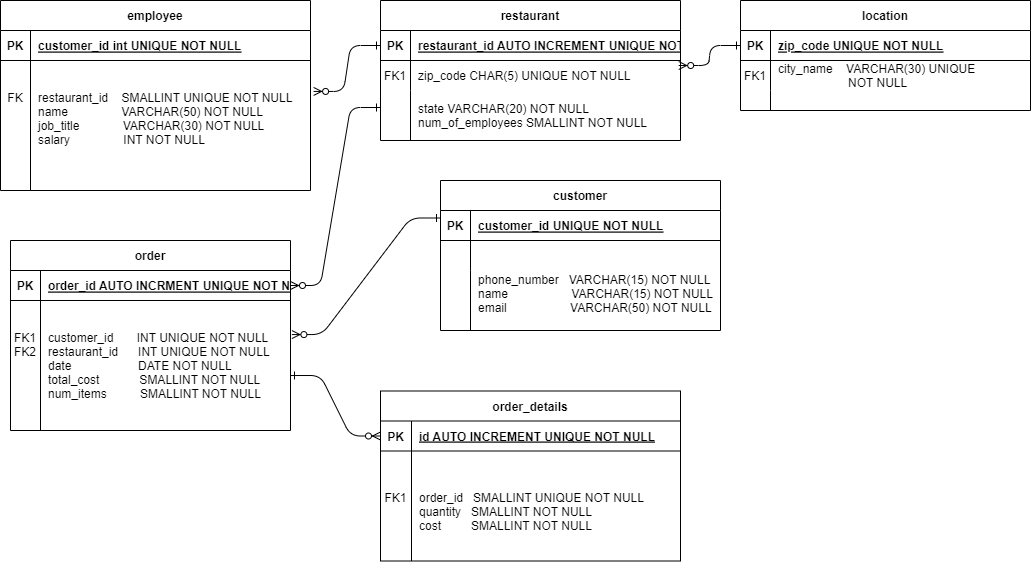 employee
PK customer_id int UNIQUE NOT NULL
FK restaurant_id SMALLINT UNIQUE NOT NULL
name VARCHAR(50) NOT NULL
job_title VARCHAR(30) NOT NULL
salary INT NOT NULL
restaurant
PK restaurant_id AUTO INCREMENT UNIQUE NOT
FK1 zip_code CHAR(5) UNIQUE NOT NULL
state VARCHAR(20) NOT NULL
num_of_employees SMALLINT NOT NULL
location
PK zip_code UNIQUE NOT NULL
FK1 city_name VARCHAR(30) UNIQUE
NOT NULL
customer
PK customer_id UNIQUE NOT NULL
phone_number VARCHAR(15) NOT NULL
name VARCHAR(15) NOT NULL
email VARCHAR(50) NOT NULL
order
PK order_id AUTO INCRMENT UNIQUE NOT N
FK1 customer_id INT UNIQUE NOT NULL
FK2 restaurant_id INT UNIQUE NOT NULL
date DATE NOT NULL
total_cost SMALLINT NOT NULL
num_items SMALLINT NOT NULL
order_details
PK id AUTO INCREMENT UNIQUE NOT NULL
FK1 order_id SMALLINT UNIQUE NOT NULL
quantity SMALLINT NOT NULL
cost SMALLINT NOT NULL